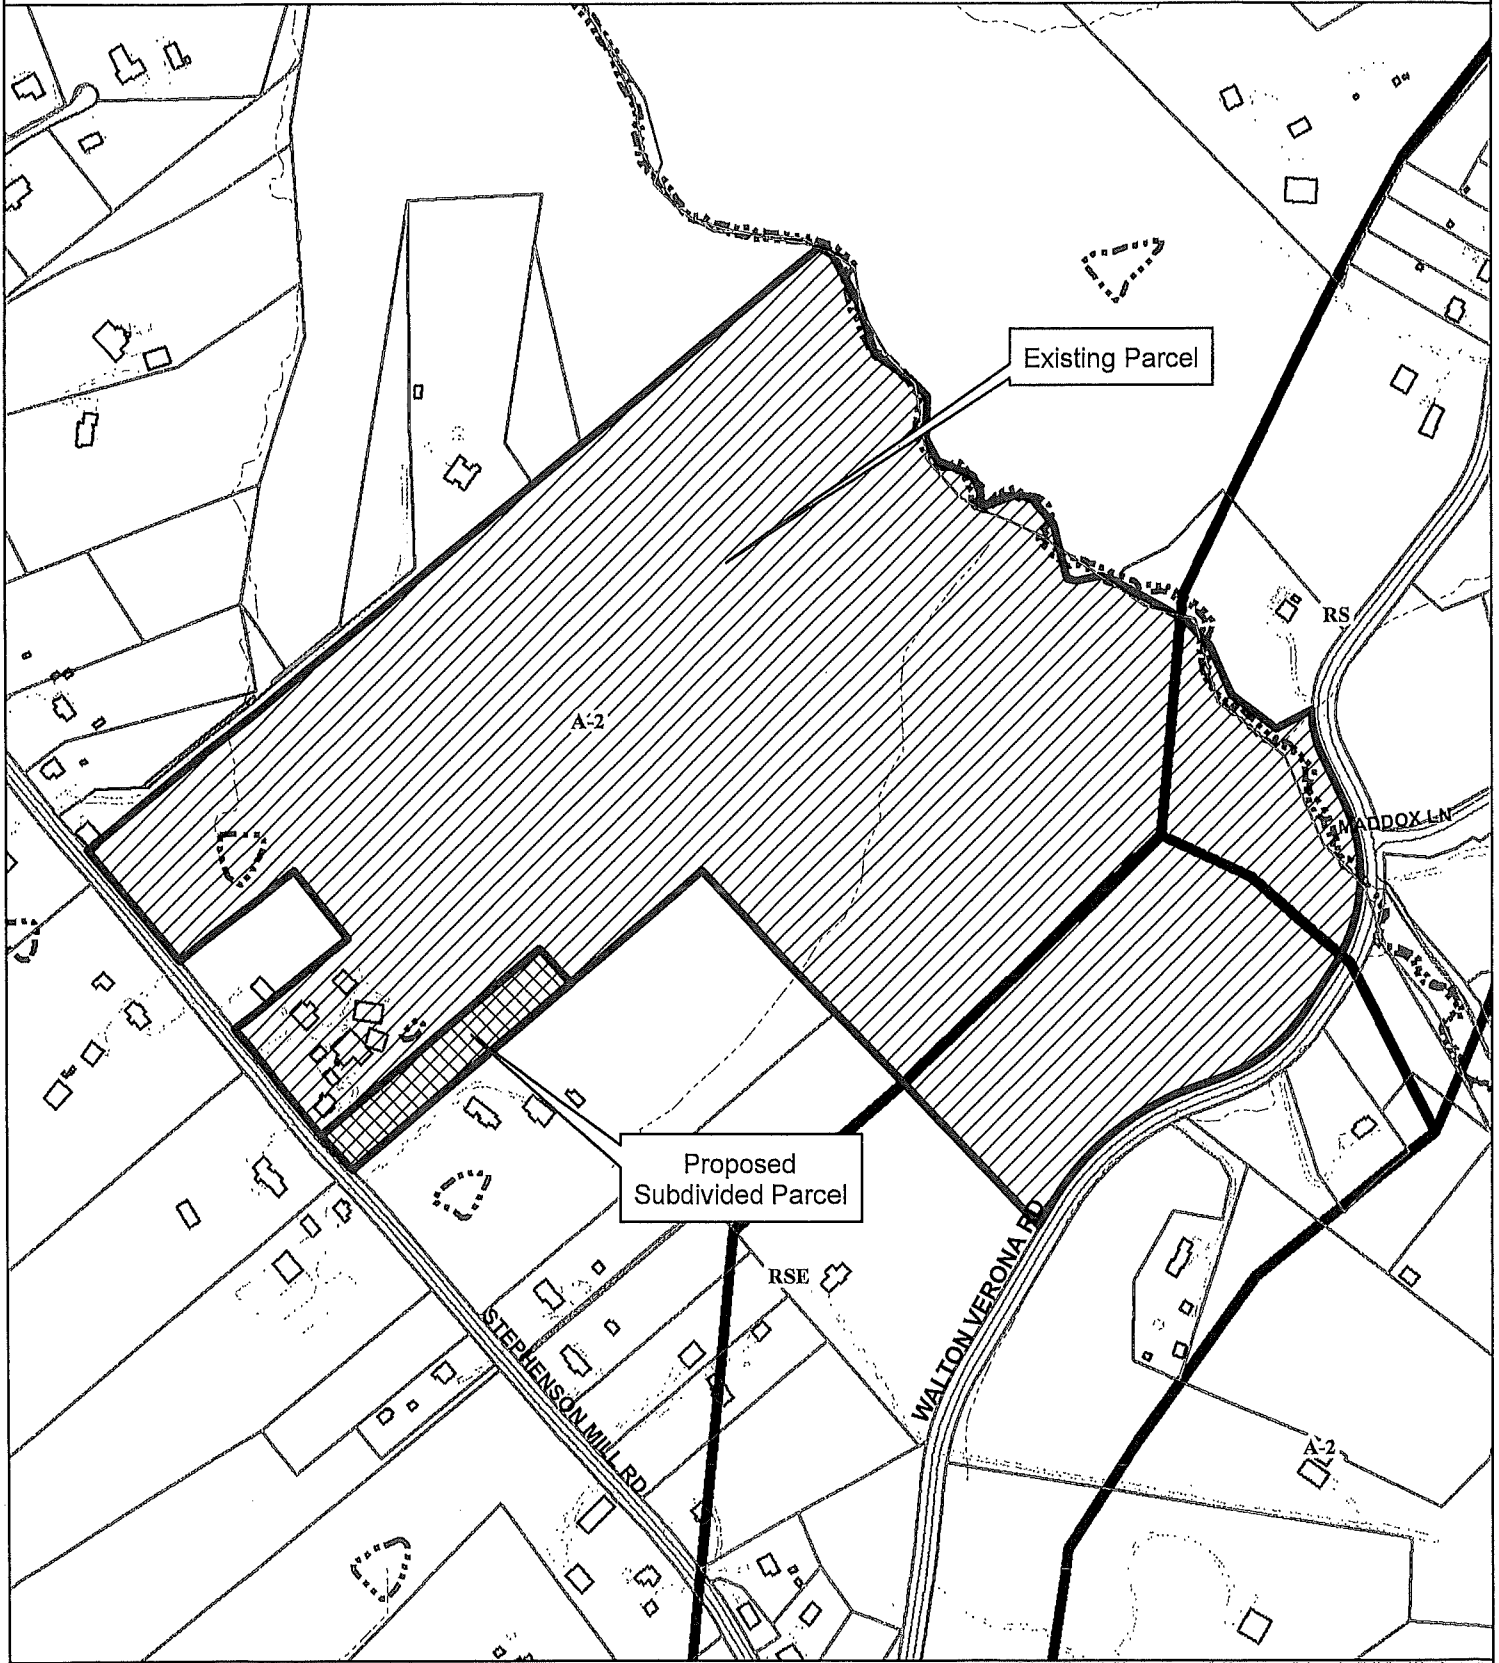 Existing Parcel
RS
A-2
MADDOX LN
Proposed
Subdivided Parcel
RSE
WALTON VERONA RD
STEPHENSON MILL RD
A-2